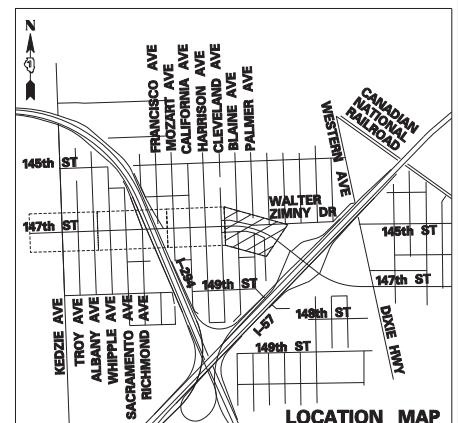 N
FRANCISCO AVE
MOZART AVE
CALIFORNIA AVE
HARRISON AVE
CLEVELAND AVE
BLAINE AVE
PALMER AVE
WESTERN AVE
CANADIAN
NATIONAL
RAILROAD
145th ST
WALTER
ZIMNY DR
147th ST
145th ST
I-294
149th ST
147th ST
148th ST
I-57
149th ST
DIXIE HWY
KEDZIE AVE
TROY AVE
ALBANY AVE
WHIPPLE AVE
SACRAMENTO AVE
RICHMOND AVE
LOCATION MAP